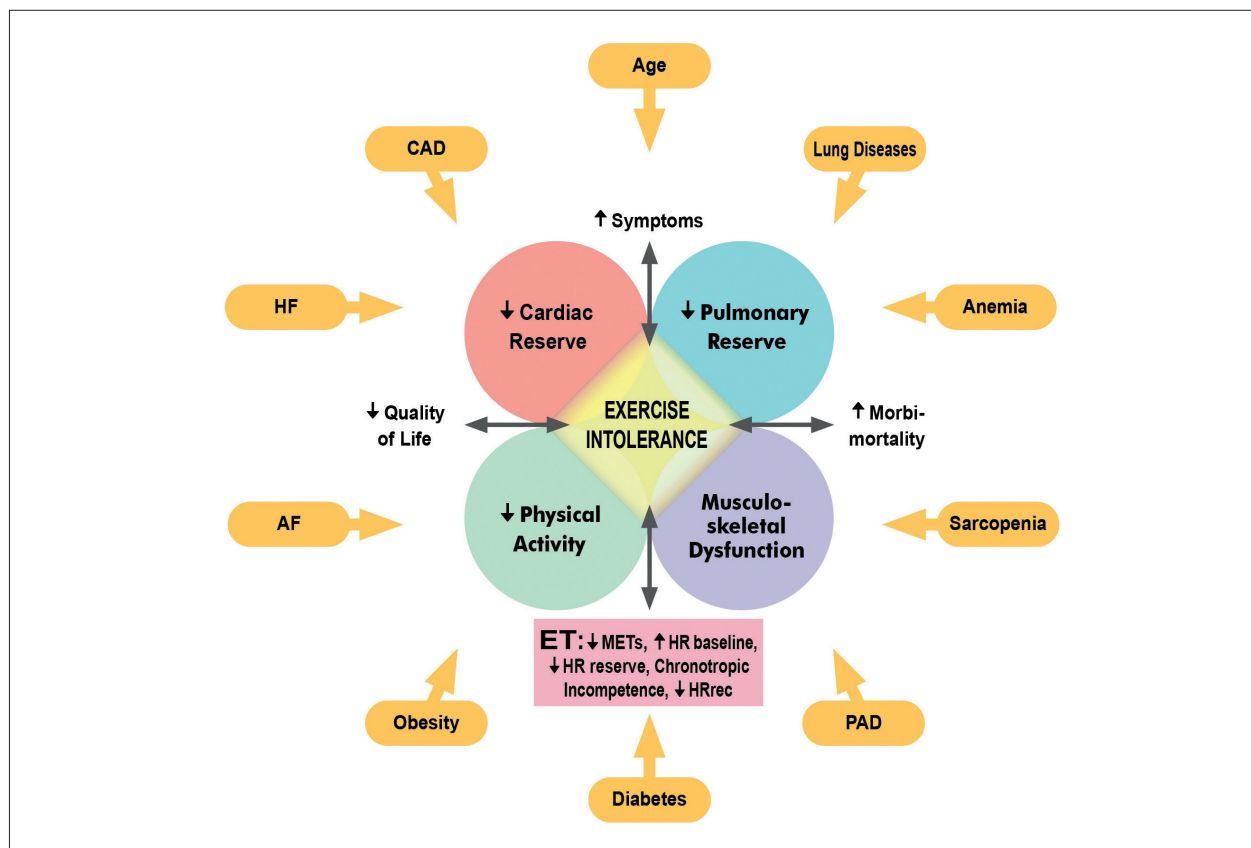 Age
CAD
Lung Diseases
↑ Symptoms
HF
↓ Cardiac
Reserve
↓ Pulmonary
Reserve
Anemia
↓ Quality
of Life
EXERCISE
INTOLERANCE
↑ Morbi-
mortality
AF
↓ Physical
Activity
Musculo-
skeletal
Dysfunction
Sarcopenia
ET: ↓ METs, ↑ HR baseline,
↓ HR reserve, Chronotropic
Incompetence, ↓ HRrec
Obesity
PAD
Diabetes